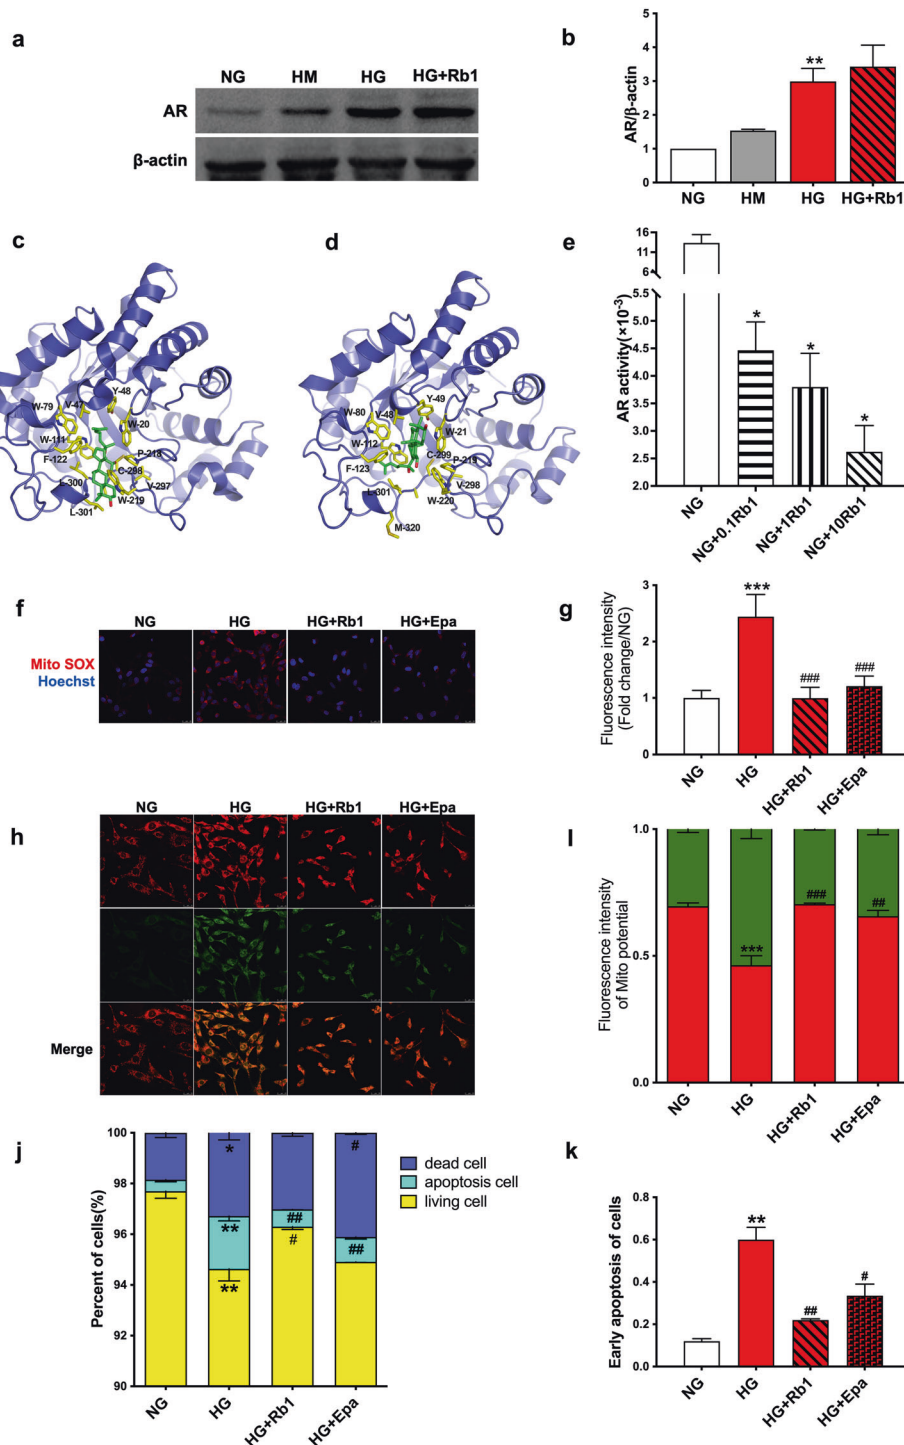 a
NG HM HG HG+Rb1
AR
β-actin
b
AR/β-actin
5
4
3
2
1
0
**
NG HM HG HG+Rb1
c
W-79
V-47
Y-48
W-20
W-111
F-122
P-218
C-298
L-300
V-297
W-219
L-301
d
W-80
V-48
Y-49
W-21
W-112
C-299
P-219
F-123
V-298
L-301
W-220
M-320
e
AR activity(×10⁻³)
16
11
6
5.5
5.0
4.5
4.0
3.5
3.0
2.5
2.0
*
*
*
NG
NG+0.1Rb1
NG+1Rb1
NG+10Rb1
f
NG HG HG+Rb1 HG+Epa
Mito SOX
Hoechst
g
Fluorescence intensity
(Fold change/NG)
3
2
1
0
***
###
###
NG
HG
HG+Rb1
HG+Epa
h
NG HG HG+Rb1 HG+Epa
Merge
l
Fluorescence intensity
of Mito potential
1.0
0.5
0.0
***
###
##
NG
HG
HG+Rb1
HG+Epa
j
Percent of cells(%)
100
98
96
94
92
90
*
**
**
##
#
#
##
NG
HG
HG+Rb1
HG+Epa
dead cell
apoptosis cell
living cell
k
Early apoptosis of cells
0.8
0.6
0.4
0.2
0.0
**
##
#
NG
HG
HG+Rb1
HG+Epa